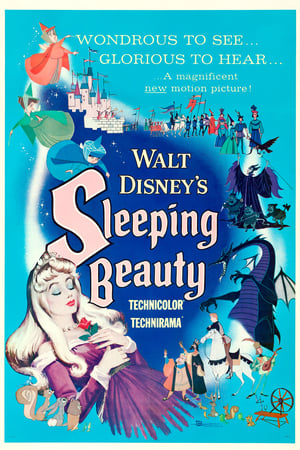 WONDROUS TO SEE...
GLORIOUS TO HEAR...
...A magnificent
new motion picture!
WALT
DISNEY'S
Sleeping
Beauty
TECHNICOLOR®
TECHNIRAMA®